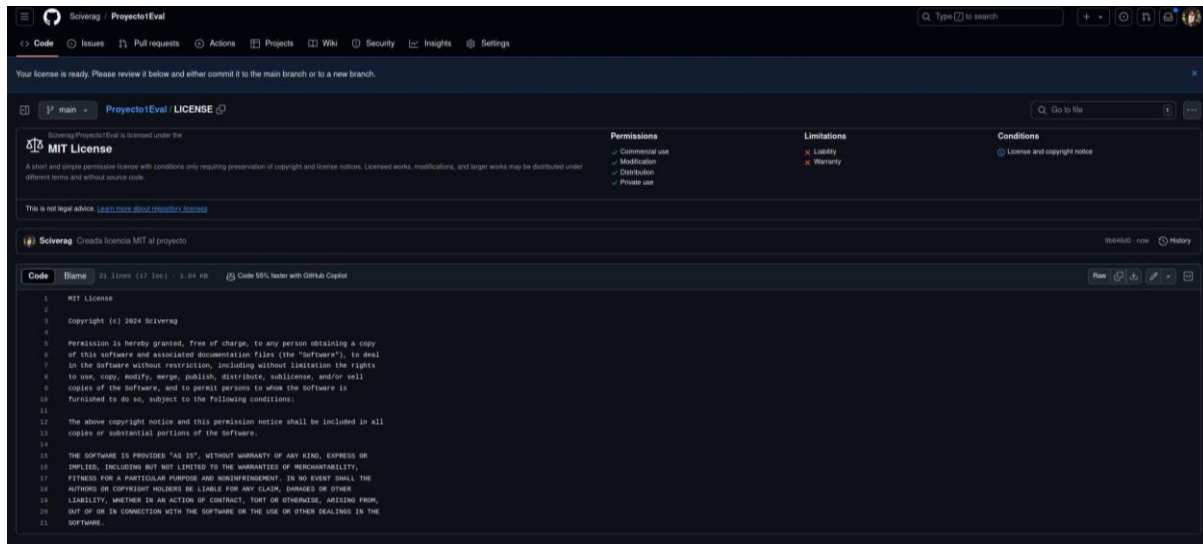 Sciverag / Proyecto1Eval
Type / to search
Code Issues Pull requests Actions Projects Wiki Security Insights Settings
Your license is ready. Please review it below and either commit it to the main branch or to a new branch.
main Proyecto1Eval / LICENSE
Go to file t
Sciverag/Proyecto1Eval is licensed under the
MIT License
A short and simple permissive license with conditions only requiring preservation of copyright and license notices. Licensed works, modifications, and larger works may be distributed under
different terms and without source code.
Permissions
Commercial use
Modification
Distribution
Private use
Limitations
Liability
Warranty
Conditions
License and copyright notice
This is not legal advice. Learn more about repository licenses
Sciverag Creada licencia MIT al proyecto
now History
Code Blame 21 lines (17 loc) · 1.04 KB Code 55% faster with GitHub Copilot
Raw
1 MIT License
2
3 Copyright (c) 2024 Sciverag
4
5 Permission is hereby granted, free of charge, to any person obtaining a copy
6 of this software and associated documentation files (the "Software"), to deal
7 in the Software without restriction, including without limitation the rights
8 to use, copy, modify, merge, publish, distribute, sublicense, and/or sell
9 copies of the Software, and to permit persons to whom the Software is
10 furnished to do so, subject to the following conditions:
11
12 The above copyright notice and this permission notice shall be included in all
13 copies or substantial portions of the Software.
14
15 THE SOFTWARE IS PROVIDED "AS IS", WITHOUT WARRANTY OF ANY KIND, EXPRESS OR
16 IMPLIED, INCLUDING BUT NOT LIMITED TO THE WARRANTIES OF MERCHANTABILITY,
17 FITNESS FOR A PARTICULAR PURPOSE AND NONINFRINGEMENT. IN NO EVENT SHALL THE
18 AUTHORS OR COPYRIGHT HOLDERS BE LIABLE FOR ANY CLAIM, DAMAGES OR OTHER
19 LIABILITY, WHETHER IN AN ACTION OF CONTRACT, TORT OR OTHERWISE, ARISING FROM,
20 OUT OF OR IN CONNECTION WITH THE SOFTWARE OR THE USE OR OTHER DEALINGS IN THE
21 SOFTWARE.